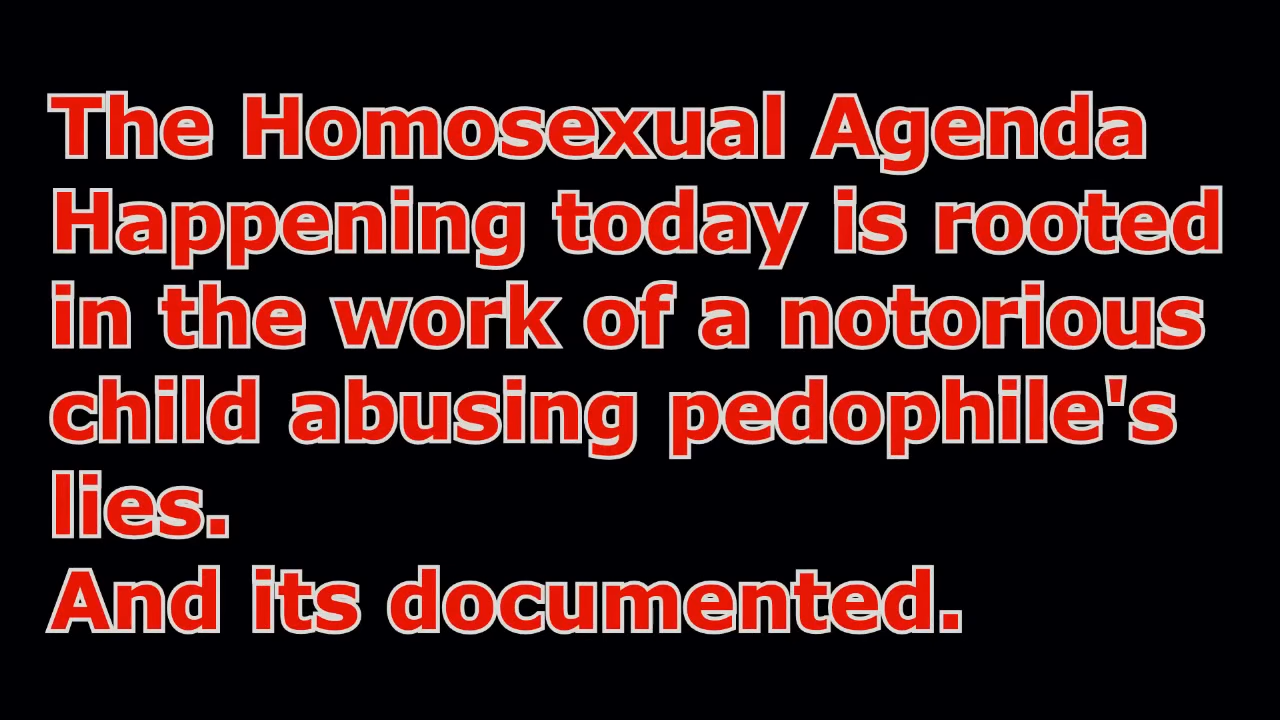 The Homosexual Agenda
Happening today is rooted
in the work of a notorious
child abusing pedophile's
lies.
And its documented.